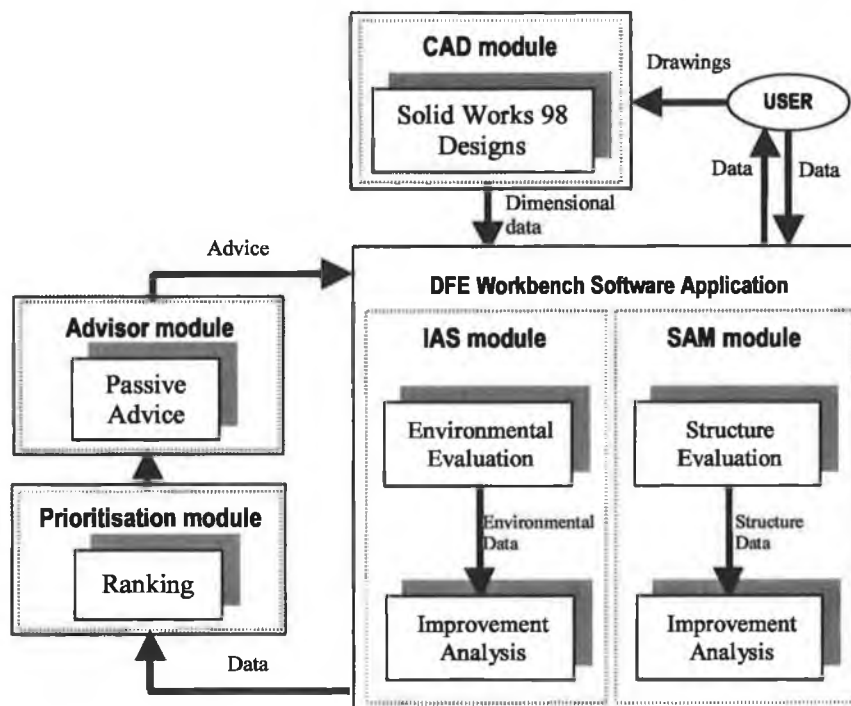 CAD module
Drawings
Solid Works 98
Designs
USER
Data
Data
Dimensional
data
Advice
DFE Workbench Software Application
Advisor module
Passive
Advice
IAS module
SAM module
Environmental
Evaluation
Structure
Evaluation
Prioritisation module
Ranking
Environmental
Data
Structure
Data
Improvement
Analysis
Improvement
Analysis
Data